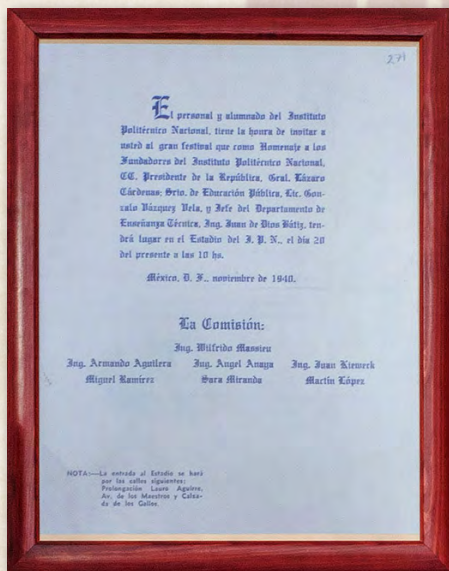 271
El personal y alumnado del Instituto
Politécnico Nacional, tiene la honra de invitar a
usted al gran festival que como Homenaje a los
Fundadores del Instituto Politécnico Nacional,
CC. Presidente de la República, Gral. Lázaro
Cárdenas; Srio. de Educación Pública, Lic. Gon-
zalo Vázquez Vela, y Jefe del Departamento de
Enseñanza Técnica, Ing. Juan de Dios Bátiz, ten-
drá lugar en el Estadio del I. P. N., el día 20
del presente a las 10 hs.
México, D. F., noviembre de 1940.
La Comisión:
Ing. Wilfrido Massieu
Ing. Armando Aguilera Ing. Angel Anaya Ing. Juan Kieweck
Miguel Ramírez Sara Miranda Martín López
NOTA:—La entrada al Estadio se hará
por las calles siguientes;
Prolongación Lauro Aguirre,
Av. de los Maestros y Calza-
da de los Gallos.